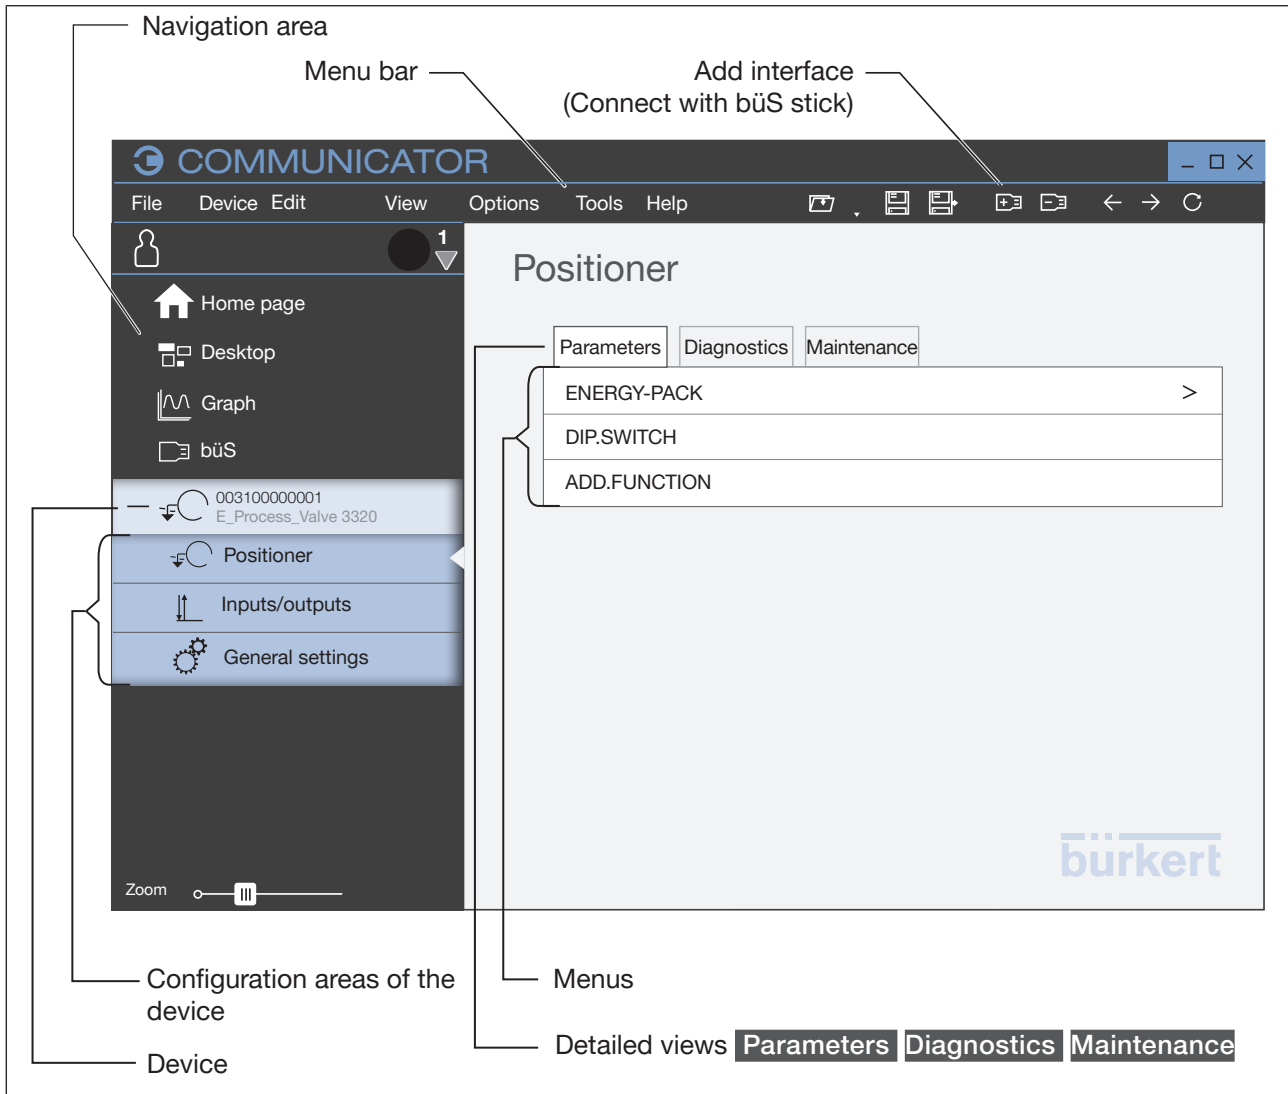 Navigation area
Menu bar
Add interface
(Connect with büS stick)
COMMUNICATOR
File Device Edit View Options Tools Help
1
Positioner
Home page
Desktop
Graph
büS
Parameters Diagnostics Maintenance
ENERGY-PACK >
DIP.SWITCH
ADD.FUNCTION
003100000001
E_Process_Valve 3320
Positioner
Inputs/outputs
General settings
bürkert
Zoom
Configuration areas of the
device
Menus
Detailed views Parameters Diagnostics Maintenance
Device